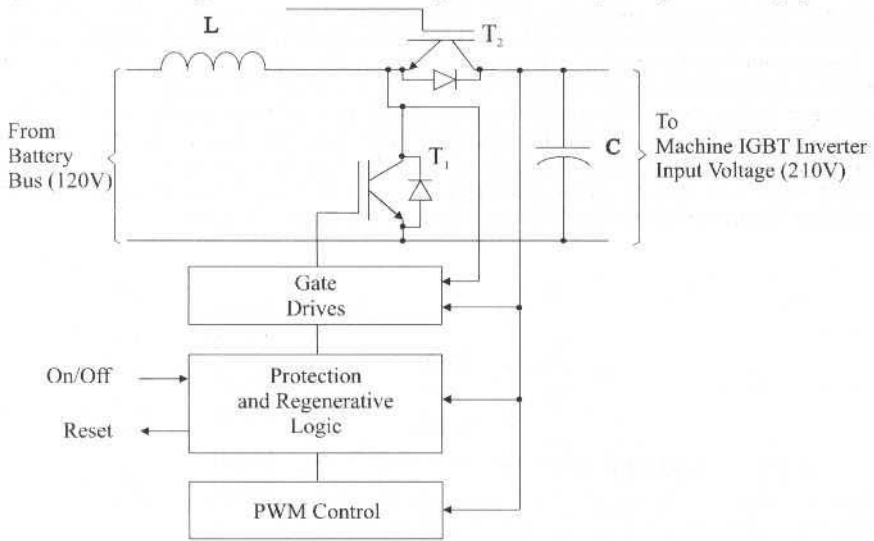 L
T₂
From
Battery
Bus (120V)
T₁
C
To
Machine IGBT Inverter
Input Voltage (210V)
Gate
Drives
On/Off
Reset
Protection
and Regenerative
Logic
PWM Control